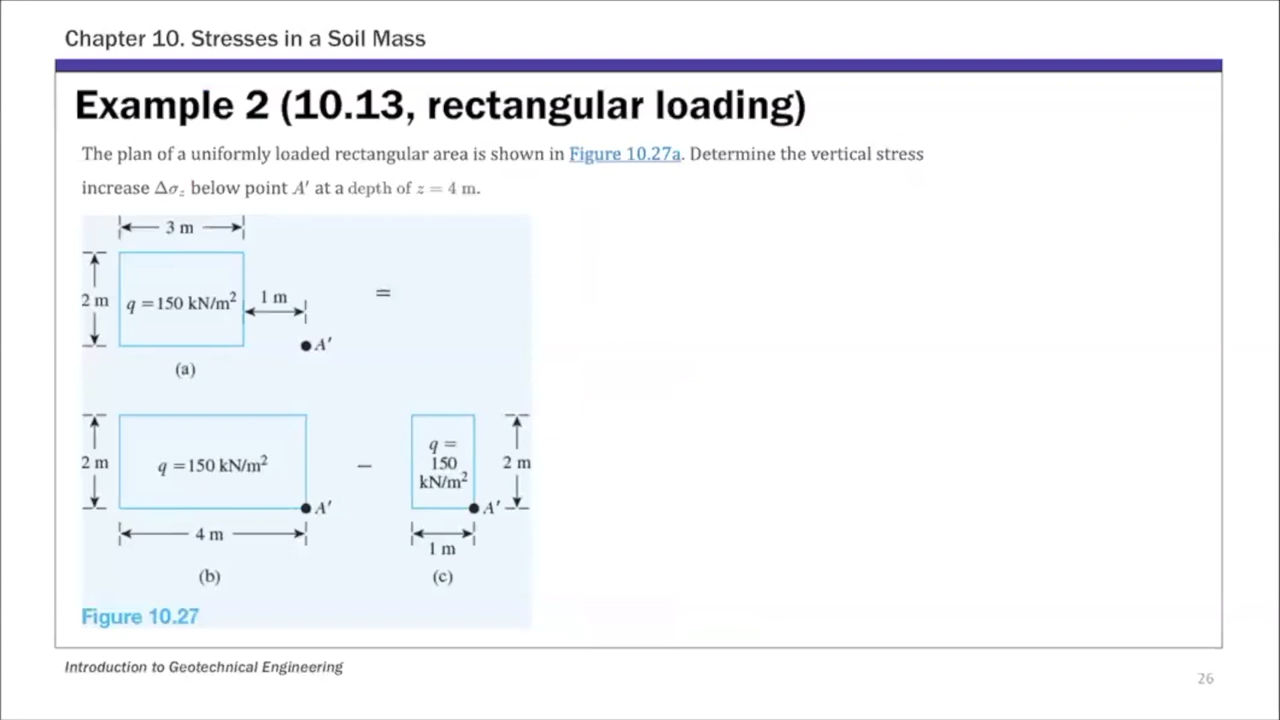 Chapter 10. Stresses in a Soil Mass
Example 2 (10.13, rectangular loading)
The plan of a uniformly loaded rectangular area is shown in Figure 10.27a. Determine the vertical stress
increase Δσz below point A′ at a depth of z = 4 m.
3 m
2 m
q = 150 kN/m²
1 m
=
A′
(a)
2 m
q = 150 kN/m²
−
q =
150
kN/m²
2 m
A′
A′
4 m
1 m
(b)
(c)
Figure 10.27
Introduction to Geotechnical Engineering
26